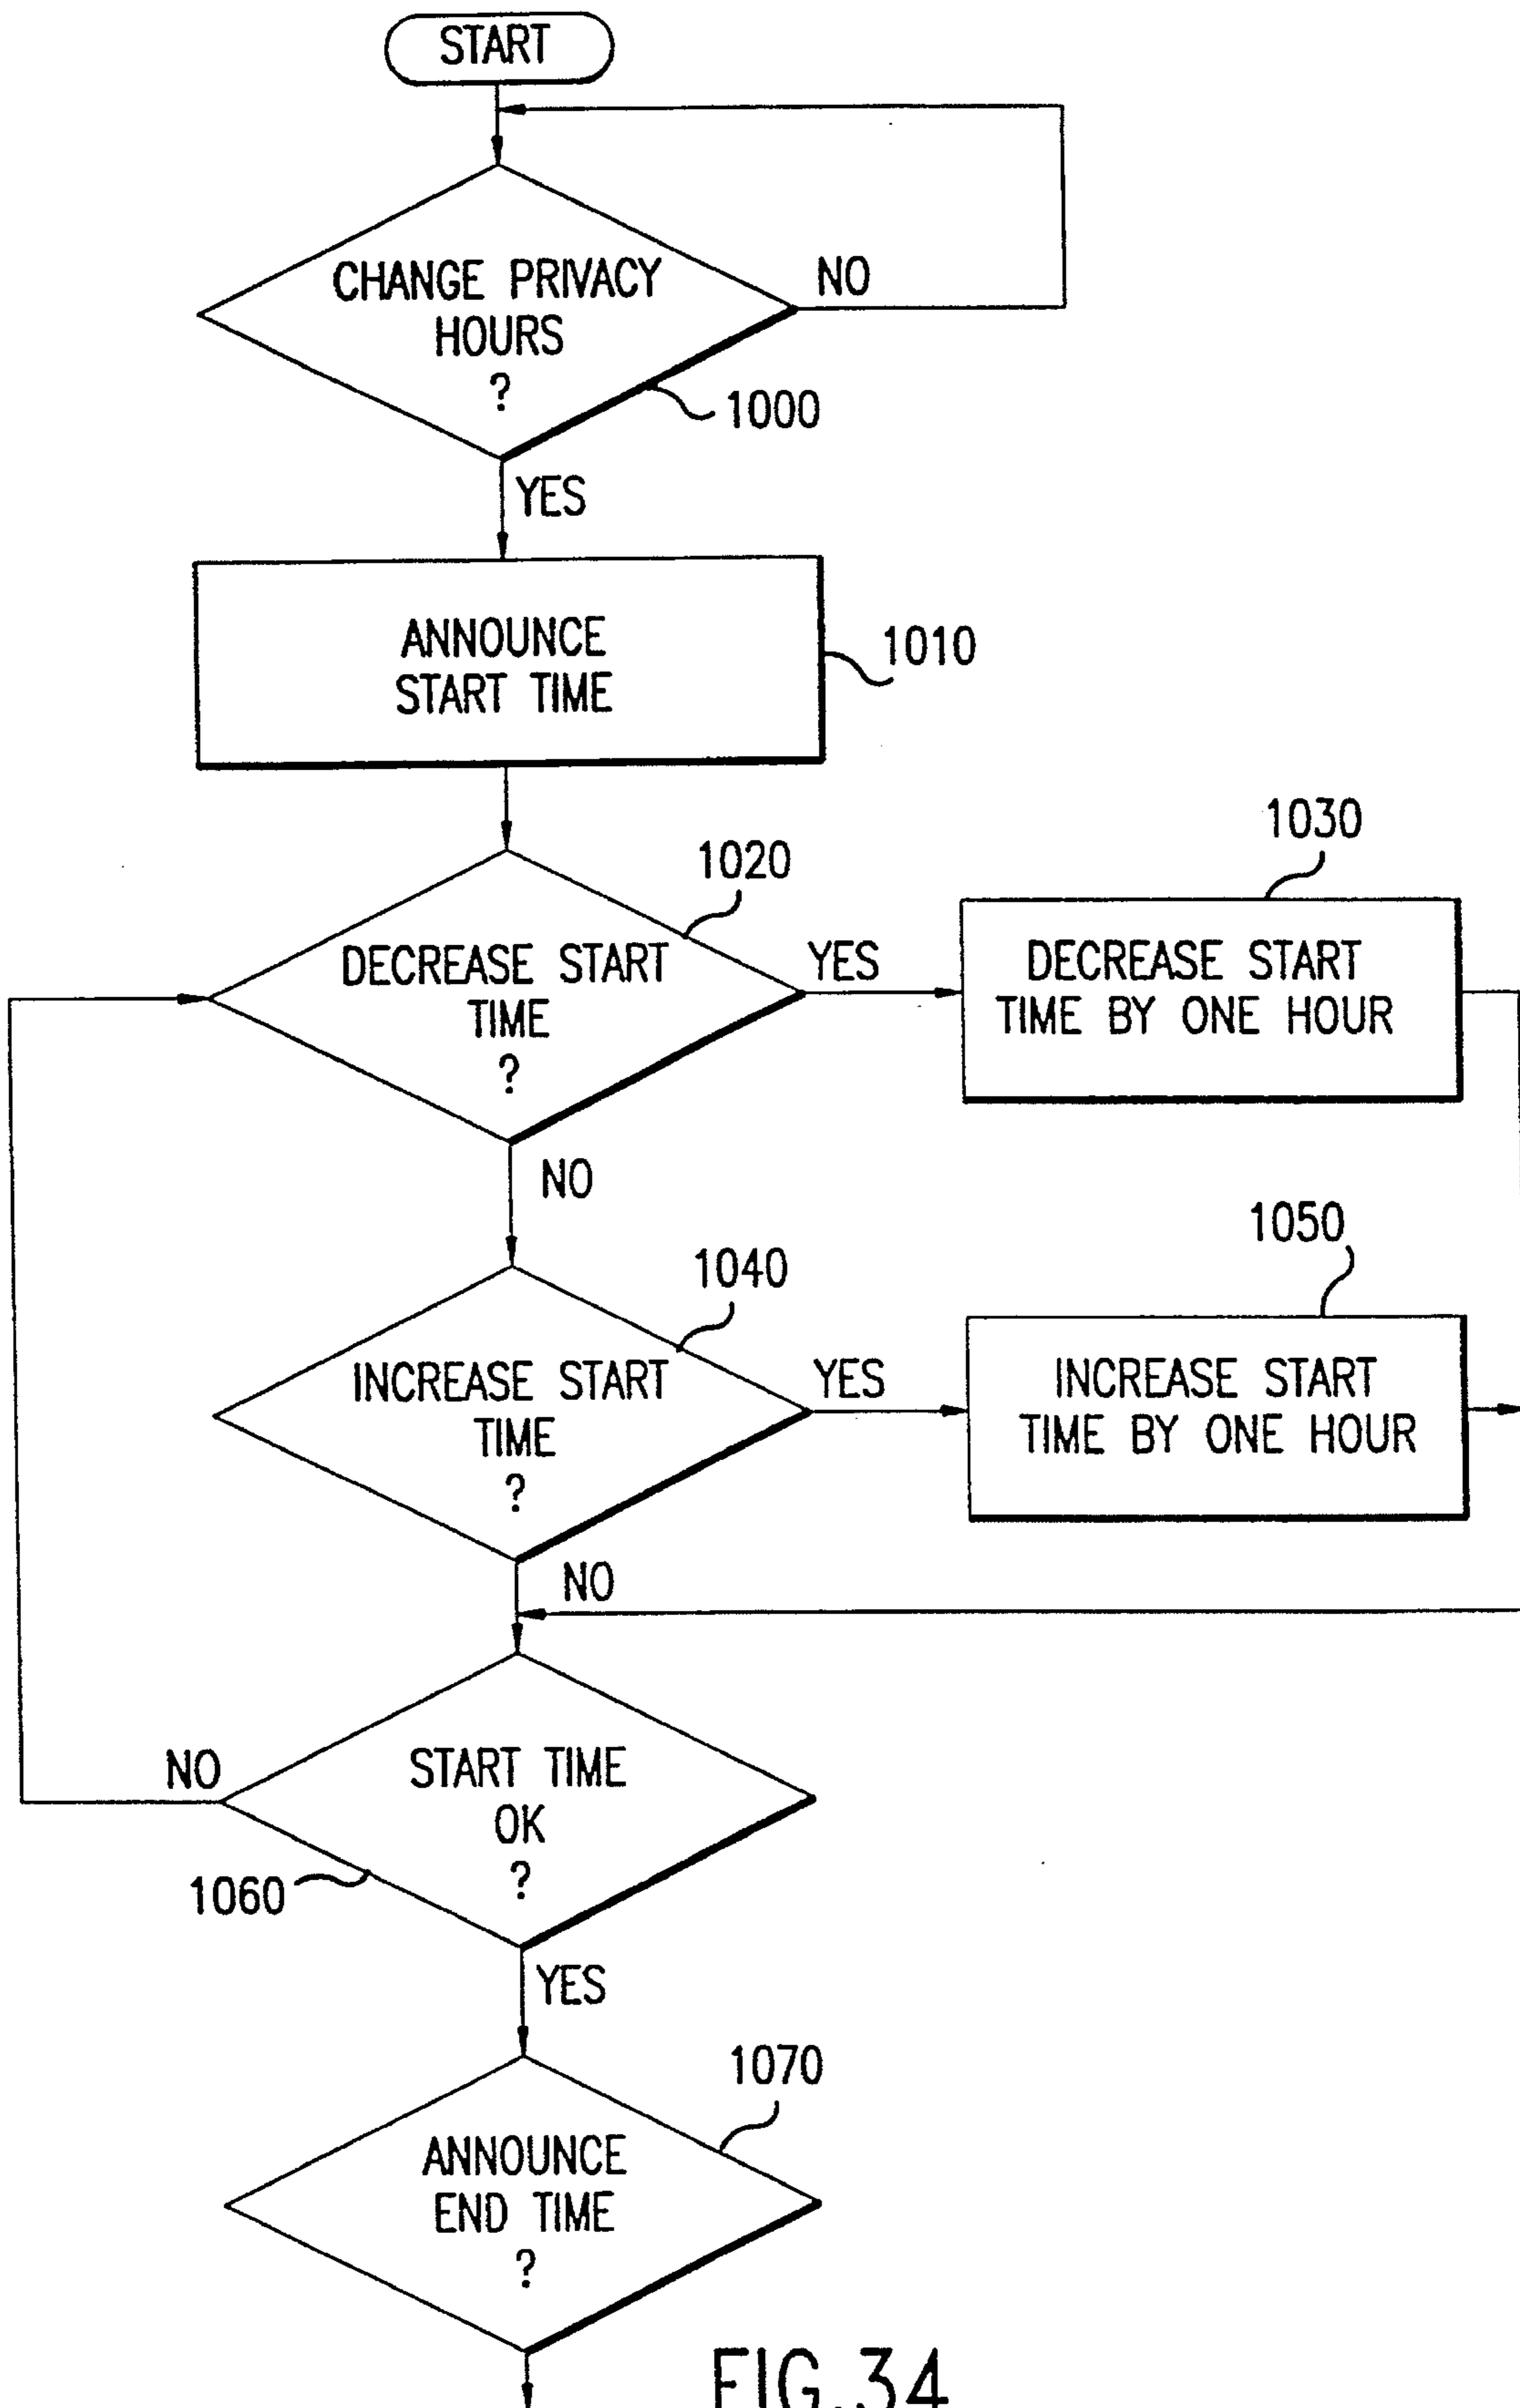 START
CHANGE PRIVACY
HOURS
?
NO
1000
YES
ANNOUNCE
START TIME
1010
1020
DECREASE START
TIME
?
YES
1030
DECREASE START
TIME BY ONE HOUR
NO
1040
INCREASE START
TIME
?
YES
1050
INCREASE START
TIME BY ONE HOUR
NO
START TIME
OK
?
NO
1060
YES
1070
ANNOUNCE
END TIME
?
FIG.34